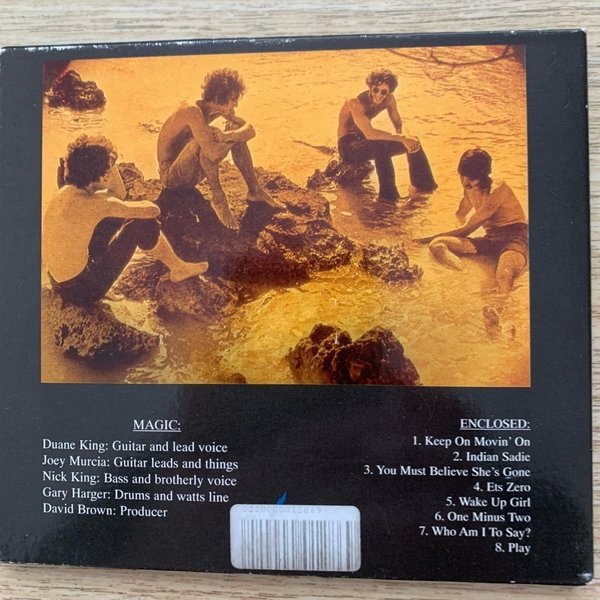 MAGIC:
Duane King: Guitar and lead voice
Joey Murcia: Guitar leads and things
Nick King: Bass and brotherly voice
Gary Harger: Drums and watts line
David Brown: Producer
ENCLOSED:
1. Keep On Movin' On
2. Indian Sadie
3. You Must Believe She's Gone
4. Ets Zero
5. Wake Up Girl
6. One Minus Two
7. Who Am I To Say?
8. Play